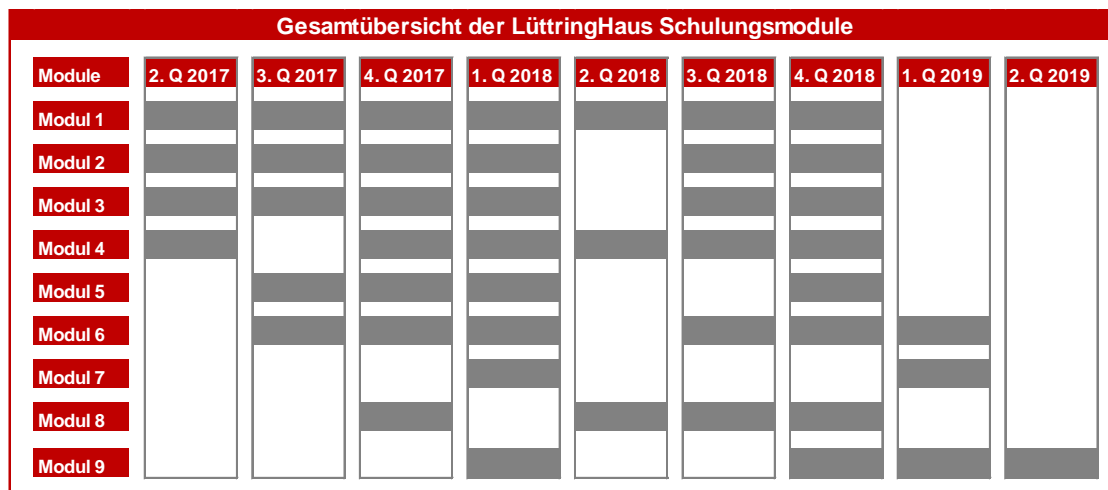 Gesamtübersicht der LüttringHaus Schulungsmodule
Module 2. Q 2017 3. Q 2017 4. Q 2017 1. Q 2018 2. Q 2018 3. Q 2018 4. Q 2018 1. Q 2019 2. Q 2019
Modul 1
Modul 2
Modul 3
Modul 4
Modul 5
Modul 6
Modul 7
Modul 8
Modul 9